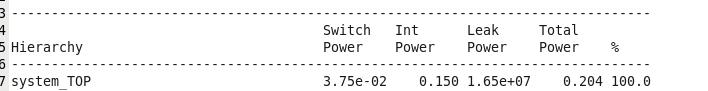 3 --------------------------------------------------------------------------------
4                                        Switch   Int      Leak     Total
5 Hierarchy                              Power    Power    Power    Power    %
6 --------------------------------------------------------------------------------
7 system_TOP                             3.75e-02    0.150 1.65e+07    0.204 100.0